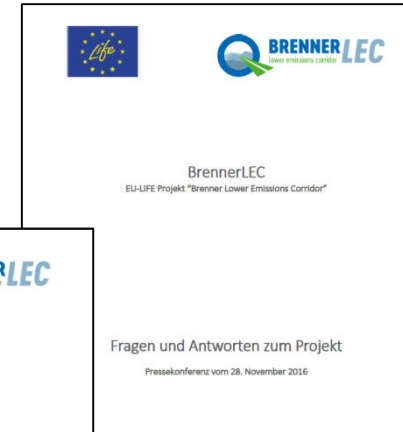 Life
BRENNER LEC
lower emissions corridor
BrennerLEC
EU-LIFE Projekt "Brenner Lower Emissions Corridor"
RLEC
Fragen und Antworten zum Projekt
Pressekonferenz vom 28. November 2016